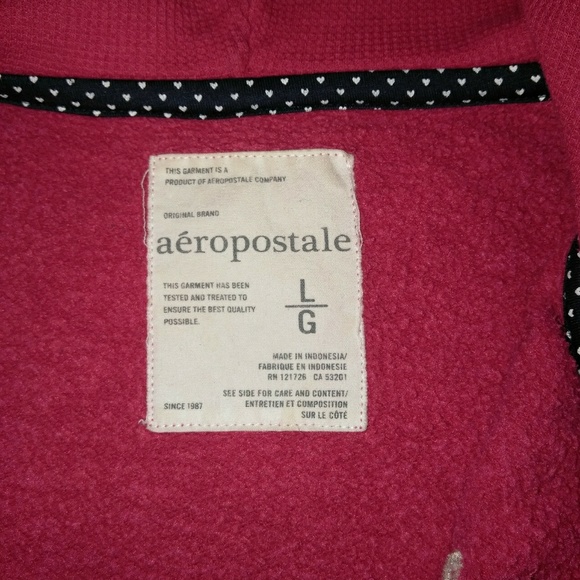 THIS GARMENT IS A
PRODUCT OF AÉROPOSTALE COMPANY
ORIGINAL BRAND
aéropostale
THIS GARMENT HAS BEEN
TESTED AND TREATED TO
ENSURE THE BEST QUALITY
POSSIBLE.
L
G
MADE IN INDONESIA/
FABRIQUE EN INDONESIE
RN 121726 CA 53201
SEE SIDE FOR CARE AND CONTENT/
ENTRETIEN ET COMPOSITION
SUR LE CÔTÉ
SINCE 1987